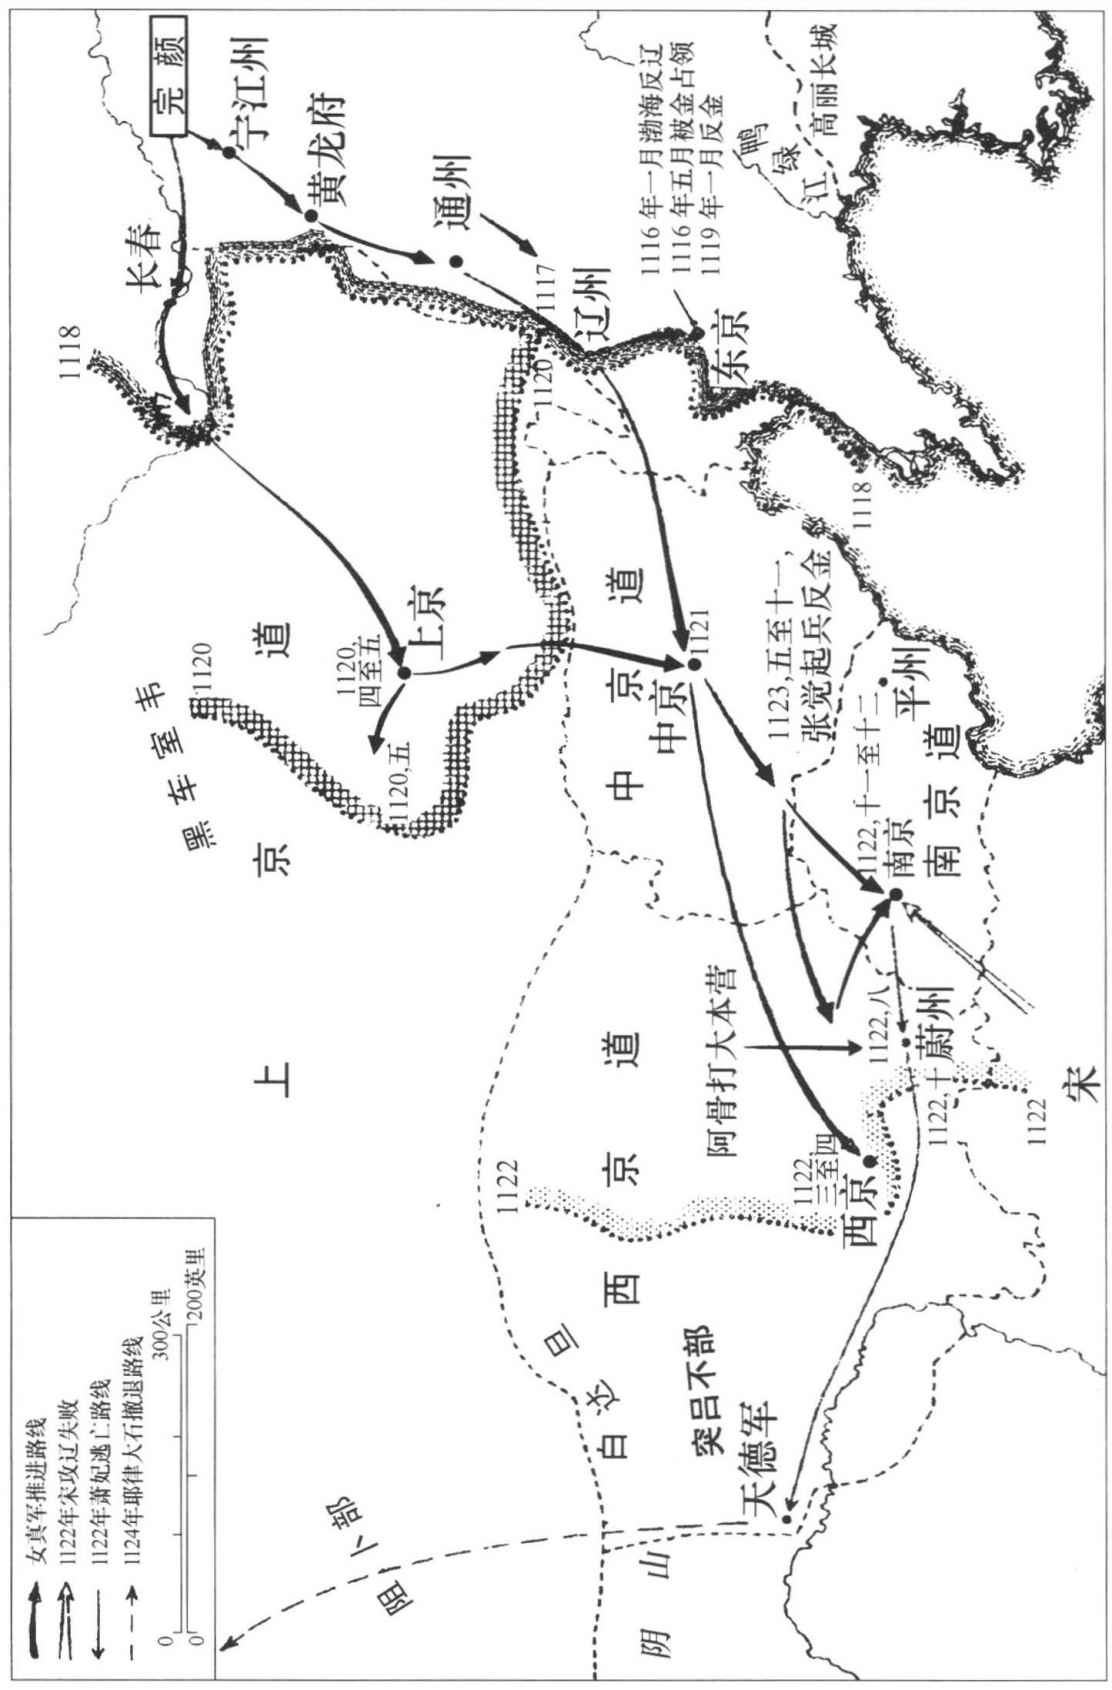 女真军推进路线
1122年宋攻辽失败
1122年萧妃逃亡路线
1124年耶律大石撤退路线
0 300公里
0 200英里
完颜
宁江州
黄龙府
通州
长春
1118
1117
辽州
1120
1116年一月渤海反辽
1116年五月被金占领
1119年一月反金
东京
鸭绿江
高丽长城
1118
黑车室韦
1120
1120,
四至五
上京
1120,五
上京道
中京道
中京
1121
1123,五至十一,
张觉起兵反金
平州
1122,十一至十二
南京
南京道
阿骨打大本营
1122,八
蔚州
1122,十
1122
宋
1122
1122,
三至四
西京
西京道
白达旦
突吕不部
天德军
阻卜部
阴山